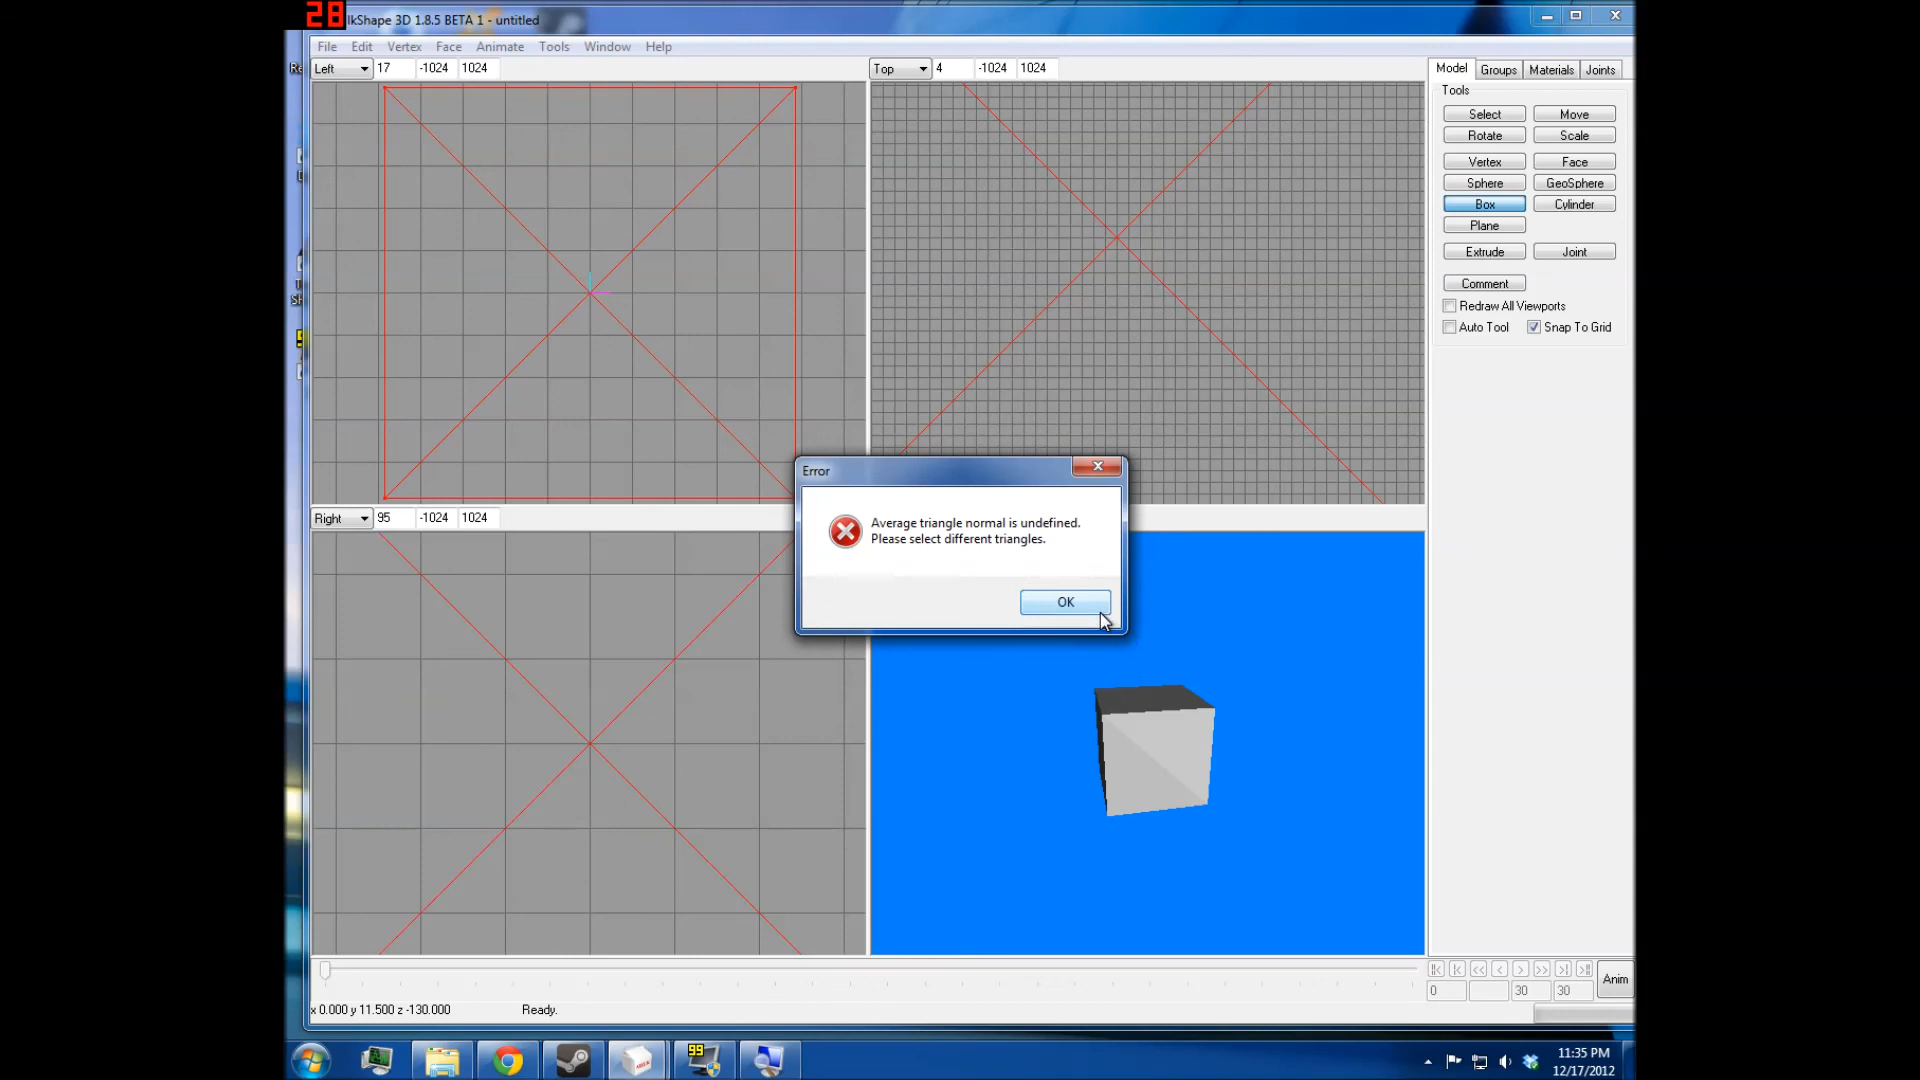 28
lkShape 3D 1.8.5 BETA 1 - untitled
File Edit Vertex Face Animate Tools Window Help
Left 17 -1024 1024
Top 4 -1024 1024
Model Groups Materials Joints
Tools
Select Move
Rotate Scale
Vertex Face
Sphere GeoSphere
Box Cylinder
Plane
Extrude Joint
Comment
Redraw All Viewports
Auto Tool Snap To Grid
Right 95 -1024 1024
Error
Average triangle normal is undefined.
Please select different triangles.
OK
0 30 30 Anim
x 0.000 y 11.500 z -130.000 Ready.
99
11:35 PM
12/17/2012